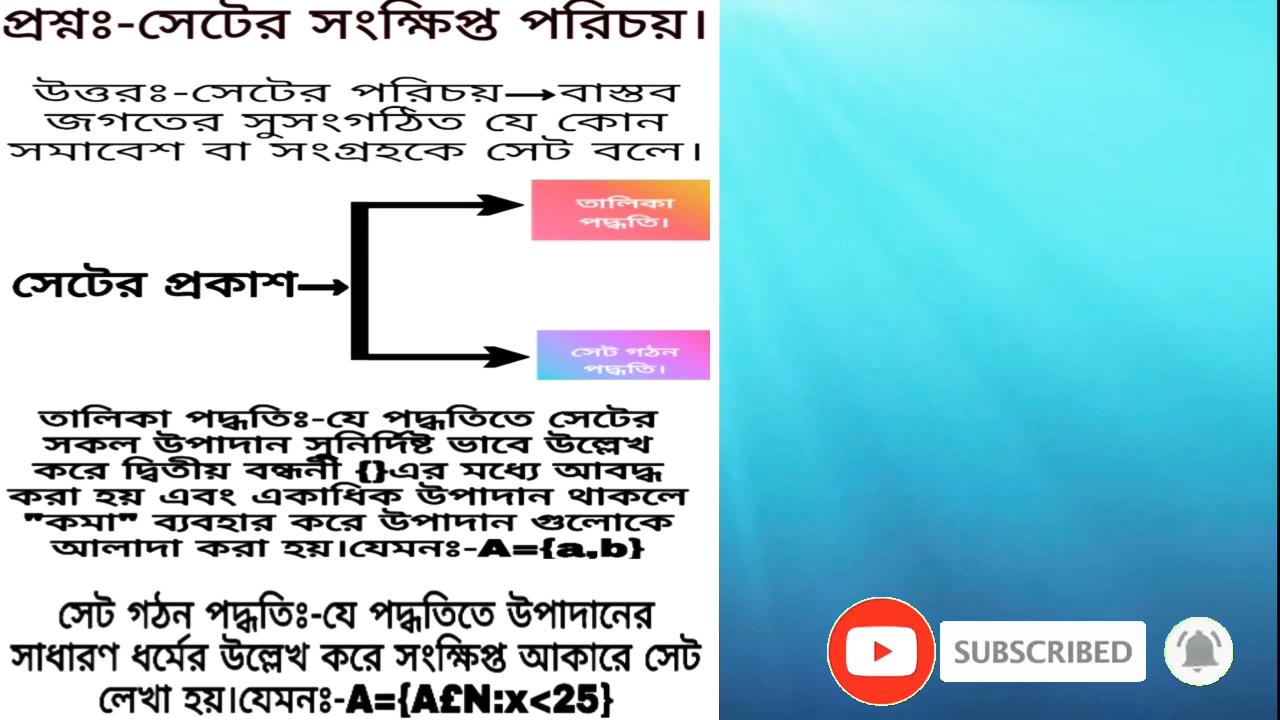 প্রশ্নঃ-সেটের সংক্ষিপ্ত পরিচয়।
উত্তরঃ-সেটের পরিচয়→বাস্তব
জগতের সুসংগঠিত যে কোন
সমাবেশ বা সংগ্রহকে সেট বলে।
তালিকা
পদ্ধতি।
সেটের প্রকাশ→
সেট গঠন
পদ্ধতি।
তালিকা পদ্ধতিঃ-যে পদ্ধতিতে সেটের
সকল উপাদান সুনির্দিষ্ট ভাবে উল্লেখ
করে দ্বিতীয় বন্ধনী {}এর মধ্যে আবদ্ধ
করা হয় এবং একাধিক উপাদান থাকলে
"কমা" ব্যবহার করে উপাদান গুলোকে
আলাদা করা হয়।যেমনঃ-A={a,b}
সেট গঠন পদ্ধতিঃ-যে পদ্ধতিতে উপাদানের
সাধারণ ধর্মের উল্লেখ করে সংক্ষিপ্ত আকারে সেট
লেখা হয়।যেমনঃ-A={A£N:x<25}
SUBSCRIBED